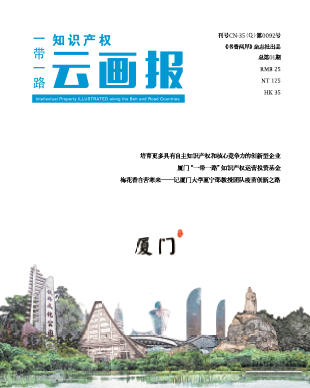 一带一路
知识产权
云画报
Intellectual Property ILLUSTRATED along the Belt and Road Countries
刊号CN-35(Q)第0092号
《书香两岸》杂志社出品
总第01期
RMB 25
NT 125
HK 35
培育更多具有自主知识产权和核心竞争力的创新型企业
厦门“一带一路”知识产权运营投资基金
梅花香自苦寒来——记厦门大学夏宁邵教授团队疫苗创新之路
厦门